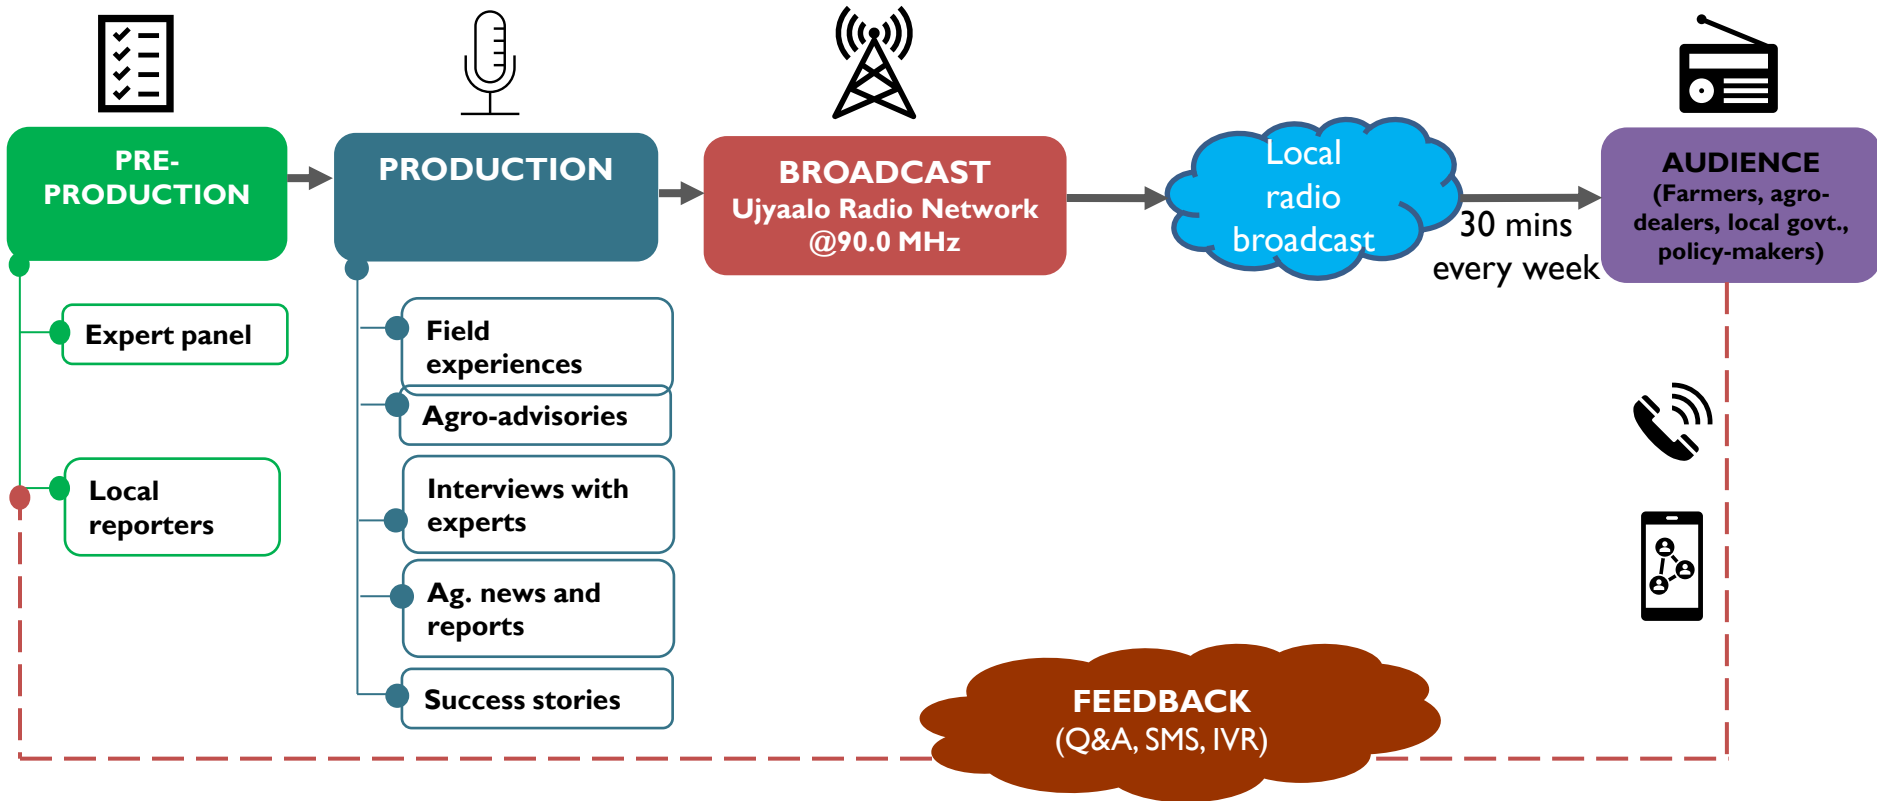 PRE-
PRODUCTION
PRODUCTION
BROADCAST
Ujyaalo Radio Network
@90.0 MHz
Local
radio
broadcast
30 mins
every week
AUDIENCE
(Farmers, agro-
dealers, local govt.,
policy-makers)
Expert panel
Local
reporters
Field
experiences
Agro-advisories
Interviews with
experts
Ag. news and
reports
Success stories
FEEDBACK
(Q&A, SMS, IVR)